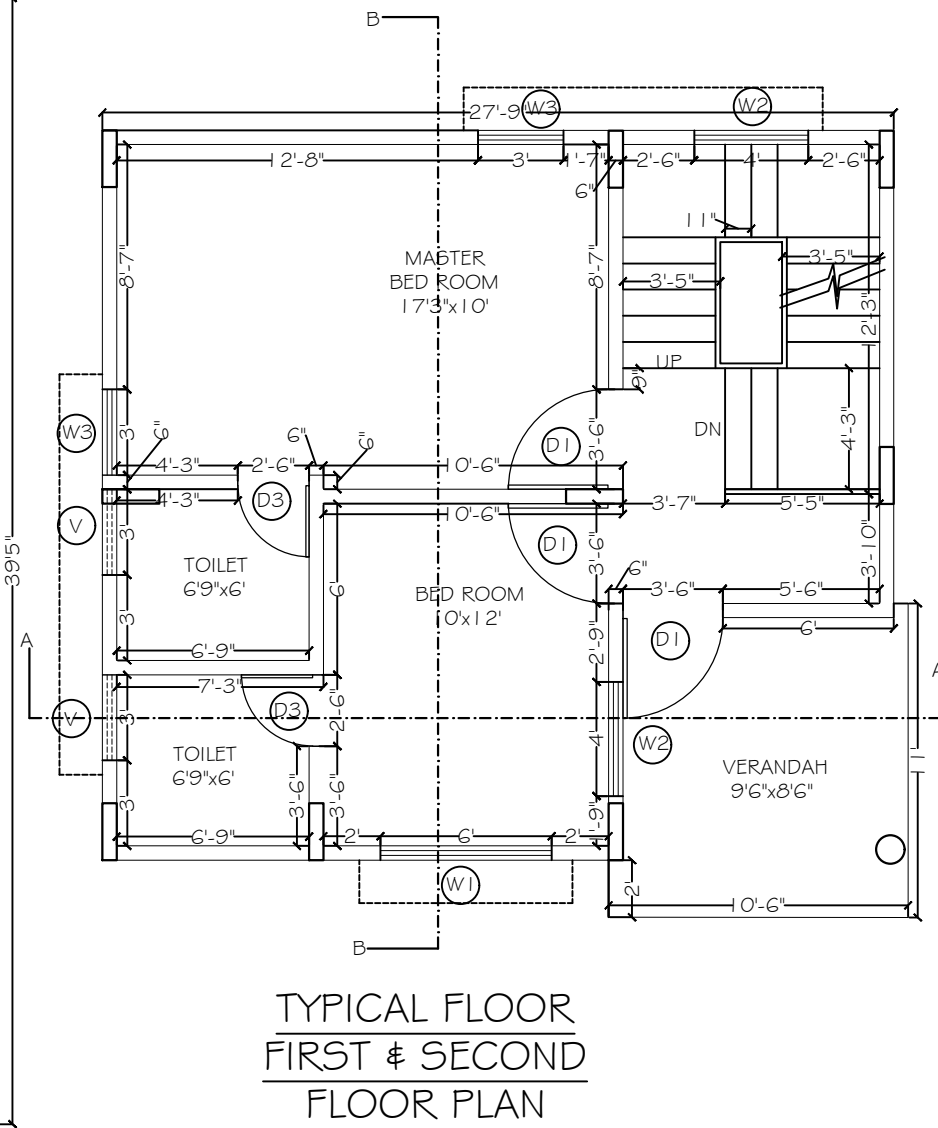 B
27'-9"
W3
W2
12'-8"
3'
1'-7"
2'-6"
4'
2'-6"
6"
11"
8'-7"
MASTER
BED ROOM
17'3"x10'
8'-7"
3'-5"
3'-5"
12'-3"
UP
9"
W3
3'
6"
4'-3"
2'-6"
6"
6"
10'-6"
D1
3'-6"
DN
4'-3"
4'-3"
D3
10'-6"
3'-7"
5'-5"
V
3'
TOILET
6'9"x6'
39'5"
D1
3'-6"
3'-10"
BED ROOM
10'x12'
6'
6"
3'-6"
5'-6"
6'
A
3'
6'-9"
7'-3"
D1
2'-9"
A
V
3'
D3
2'-6"
4'
W2
TOILET
6'9"x6'
VERANDAH
9'6"x8'6"
11'
3'
3'-6"
3'-6"
6'-9"
2'
6'
2'
1'-9"
W1
2'
10'-6"
B
TYPICAL FLOOR
FIRST & SECOND
FLOOR PLAN